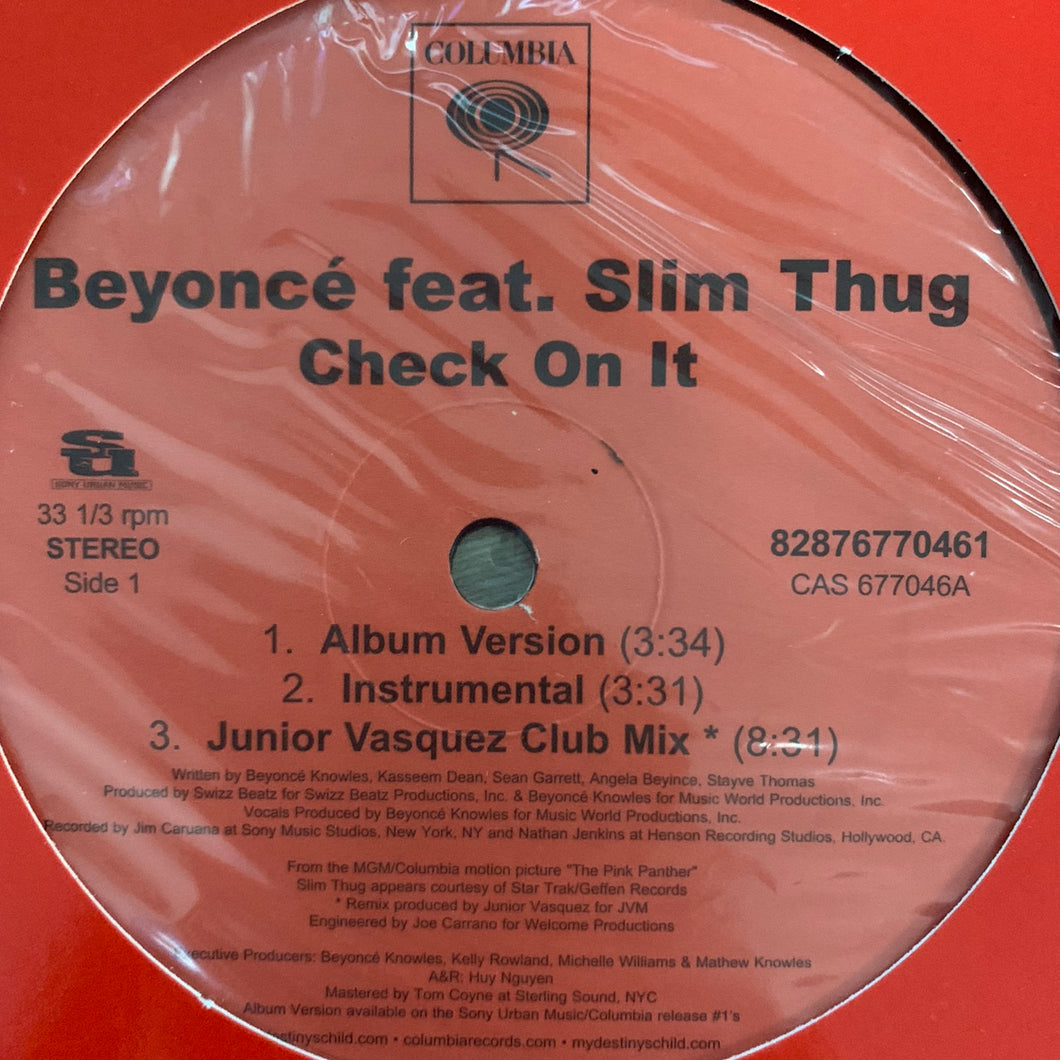 COLUMBIA
Beyoncé feat. Slim Thug
Check On It
su
SONY URBAN MUSIC
33 1/3 rpm
STEREO
Side 1
82876770461
CAS 677046A
1. Album Version (3:34)
2. Instrumental (3:31)
3. Junior Vasquez Club Mix * (8:31)
Written by Beyoncé Knowles, Kasseem Dean, Sean Garrett, Angela Beyince, Stayve Thomas
Produced by Swizz Beatz for Swizz Beatz Productions, Inc. & Beyoncé Knowles for Music World Productions, Inc.
Vocals Produced by Beyoncé Knowles for Music World Productions, Inc.
Recorded by Jim Caruana at Sony Music Studios, New York, NY and Nathan Jenkins at Henson Recording Studios, Hollywood, CA.
From the MGM/Columbia motion picture "The Pink Panther"
Slim Thug appears courtesy of Star Trak/Geffen Records
* Remix produced by Junior Vasquez for JVM
Engineered by Joe Carrano for Welcome Productions
Executive Producers: Beyoncé Knowles, Kelly Rowland, Michelle Williams & Mathew Knowles
A&R: Huy Nguyen
Mastered by Tom Coyne at Sterling Sound, NYC
Album Version available on the Sony Urban Music/Columbia release #1's
stinyschild.com • columbiarecords.com • mydestinyschild.com